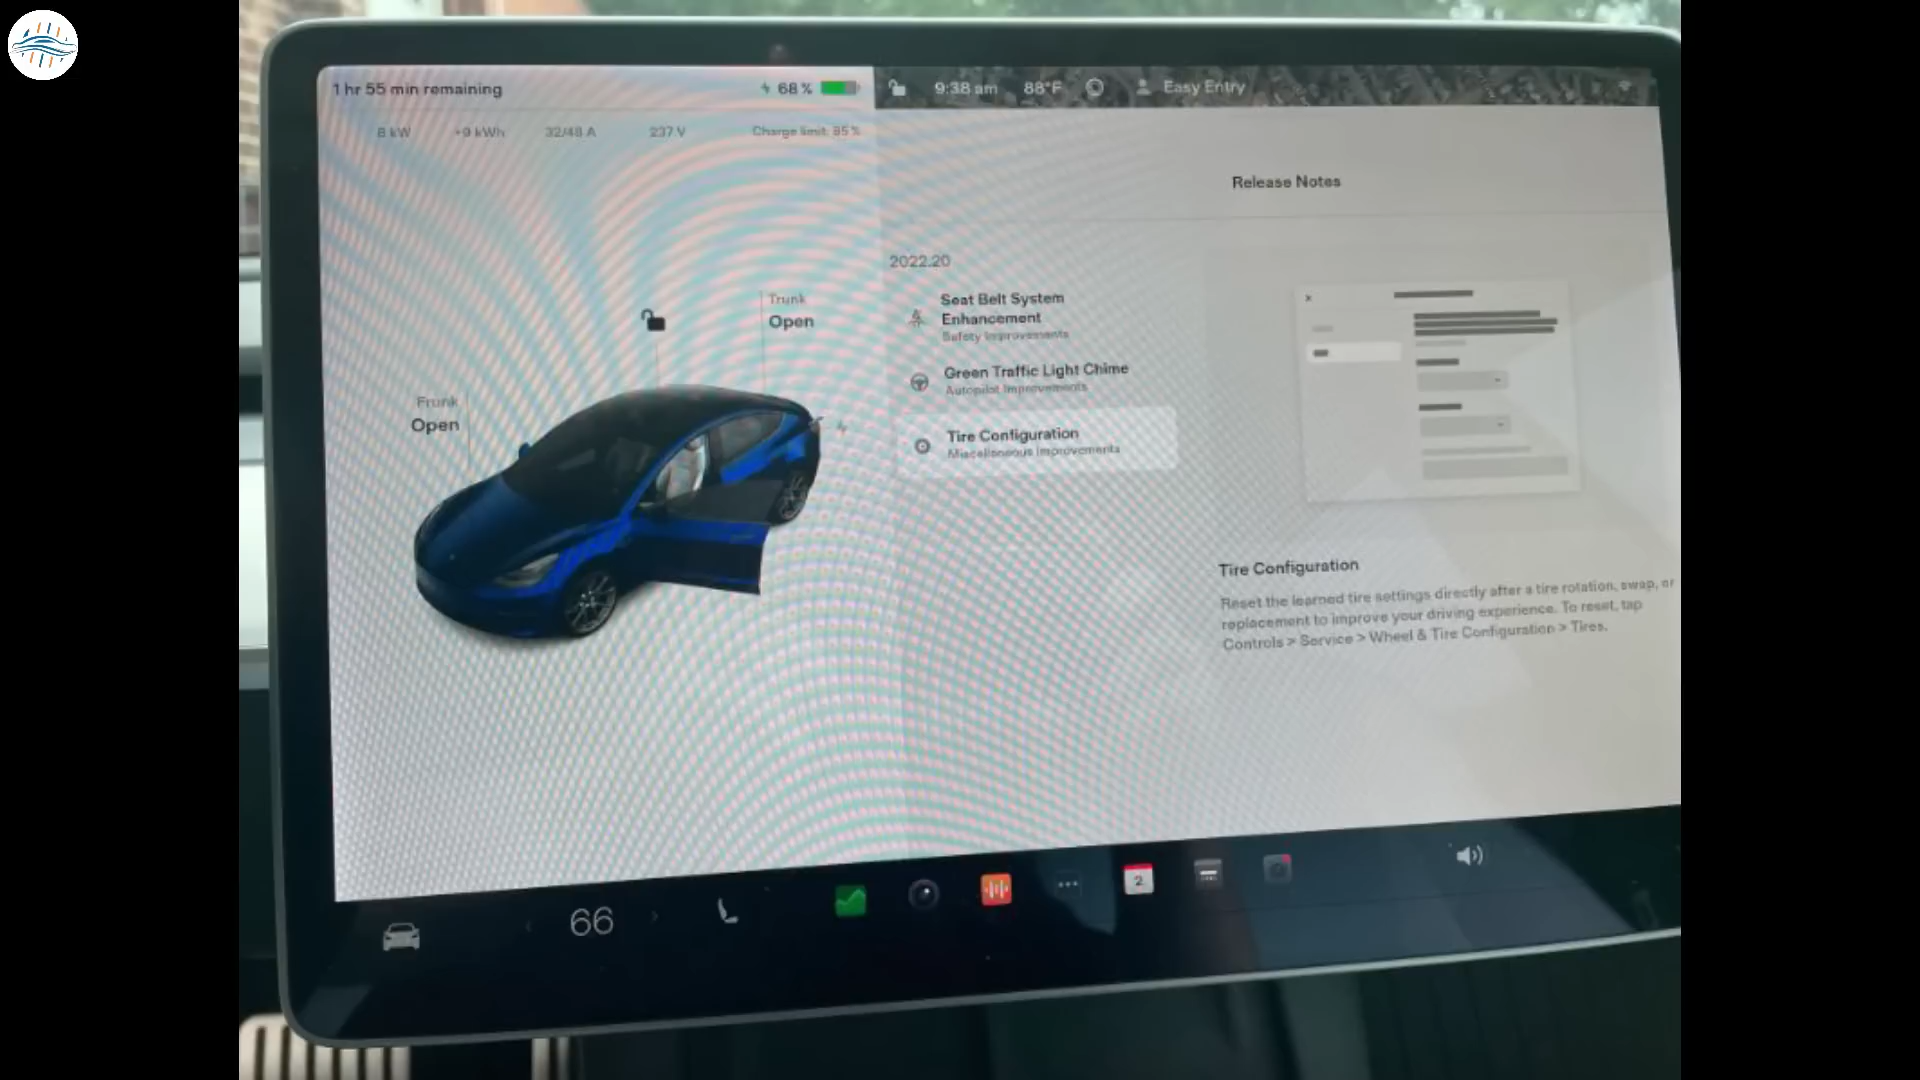 1 hr 55 min remaining
68 %
9:38 am
88°F
Easy Entry
8 kW
+9 kWh
32/48 A
237 V
Charge limit: 85 %
Release Notes
2022.20
Seat Belt System
Enhancement
Safety Improvements
Green Traffic Light Chime
Autopilot Improvements
Tire Configuration
Miscellaneous Improvements
Trunk
Open
Frunk
Open
Tire Configuration
Reset the learned tire settings directly after a tire rotation, swap, or
replacement to improve your driving experience. To reset, tap
Controls > Service > Wheel & Tire Configuration > Tires.
66
2